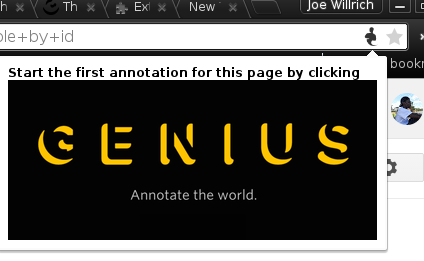 h
Th
Ext
New
Joe Willrich
ble+by+id
bookm
Start the first annotation for this page by clicking
GENIUS
Annotate the world.